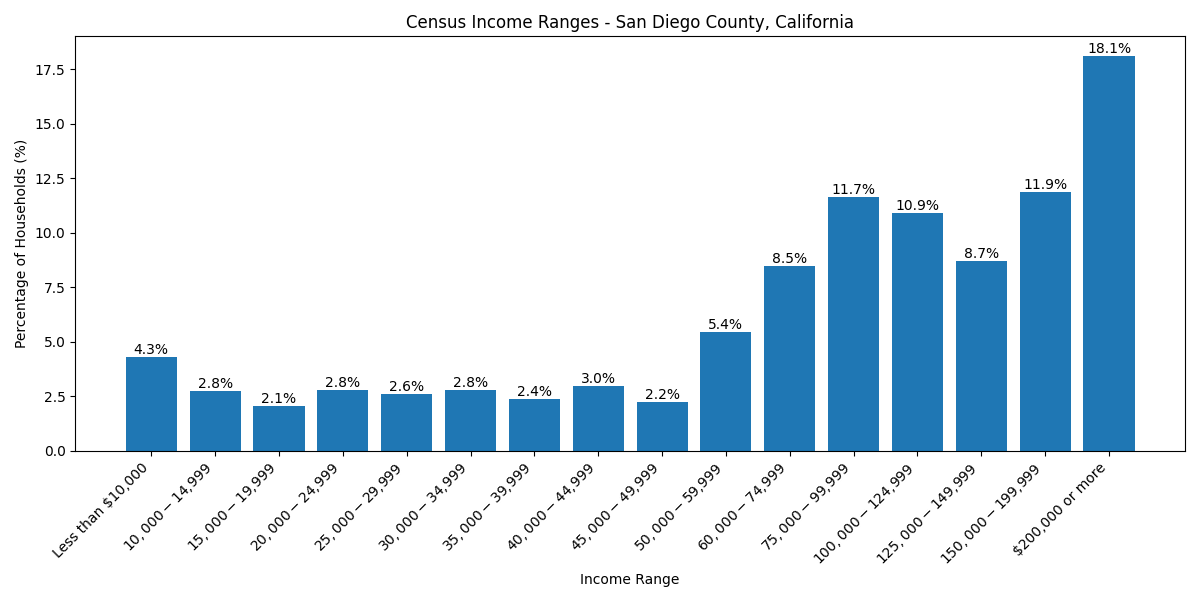 Census Income Ranges - San Diego County, California
Percentage of Households (%)
17.5
15.0
12.5
10.0
7.5
5.0
2.5
0.0
4.3%
2.8%
2.1%
2.8%
2.6%
2.8%
2.4%
3.0%
2.2%
5.4%
8.5%
11.7%
10.9%
8.7%
11.9%
18.1%
Less than $10,000
10,000 − 14,999
15,000 − 19,999
20,000 − 24,999
25,000 − 29,999
30,000 − 34,999
35,000 − 39,999
40,000 − 44,999
45,000 − 49,999
50,000 − 59,999
60,000 − 74,999
75,000 − 99,999
100,000 − 124,999
125,000 − 149,999
150,000 − 199,999
$200,000 or more
Income Range